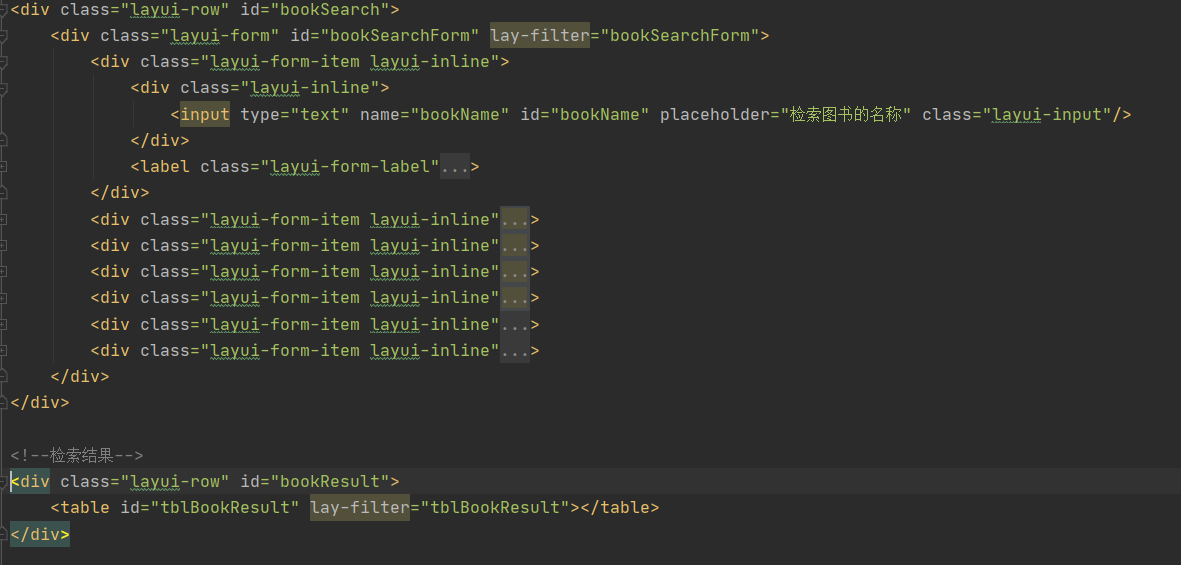 <div class="layui-row" id="bookSearch">
    <div class="layui-form" id="bookSearchForm" lay-filter="bookSearchForm">
        <div class="layui-form-item layui-inline">
            <div class="layui-inline">
                <input type="text" name="bookName" id="bookName" placeholder="检索图书的名称" class="layui-input"/>
            </div>
            <label class="layui-form-label"...>
        </div>
        <div class="layui-form-item layui-inline"...>
        <div class="layui-form-item layui-inline"...>
        <div class="layui-form-item layui-inline"...>
        <div class="layui-form-item layui-inline"...>
        <div class="layui-form-item layui-inline"...>
        <div class="layui-form-item layui-inline"...>
    </div>
</div>
<!--检索结果-->
<div class="layui-row" id="bookResult">
    <table id="tblBookResult" lay-filter="tblBookResult"></table>
</div>